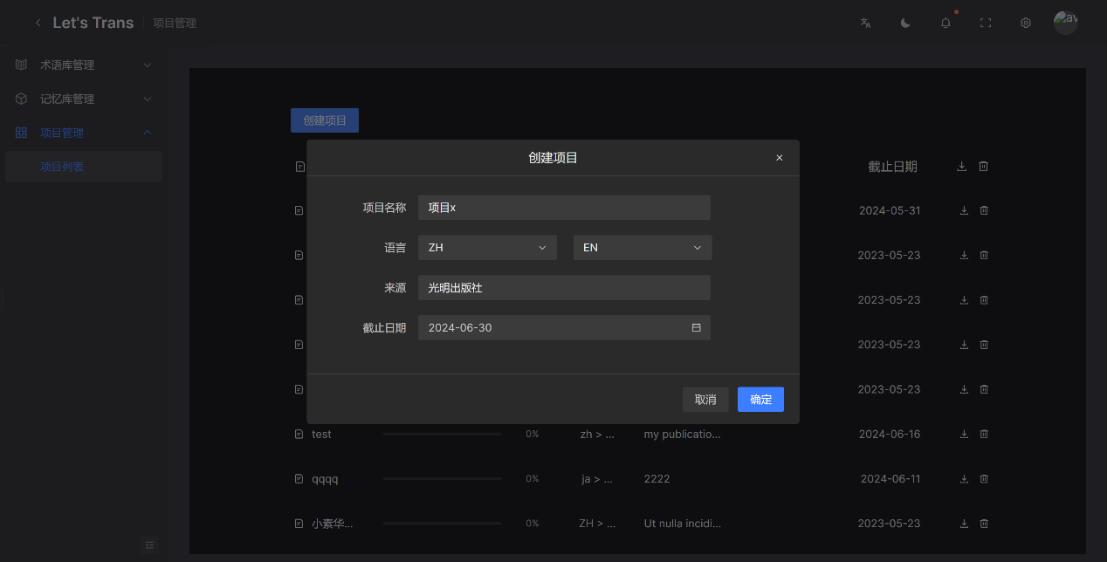 Let's Trans 项目管理
术语库管理
记忆库管理
项目管理
项目列表
创建项目
截止日期
创建项目
项目名称 项目x
语言 ZH EN
来源 光明出版社
截止日期 2024-06-30
取消 确定
2024-05-31
2023-05-23
2023-05-23
2023-05-23
2023-05-23
test 0% zh > ... my publicatio... 2024-06-16
qqqq 0% ja > ... 2222 2024-06-11
小素华... 0% ZH > ... Ut nulla incidi... 2023-05-23